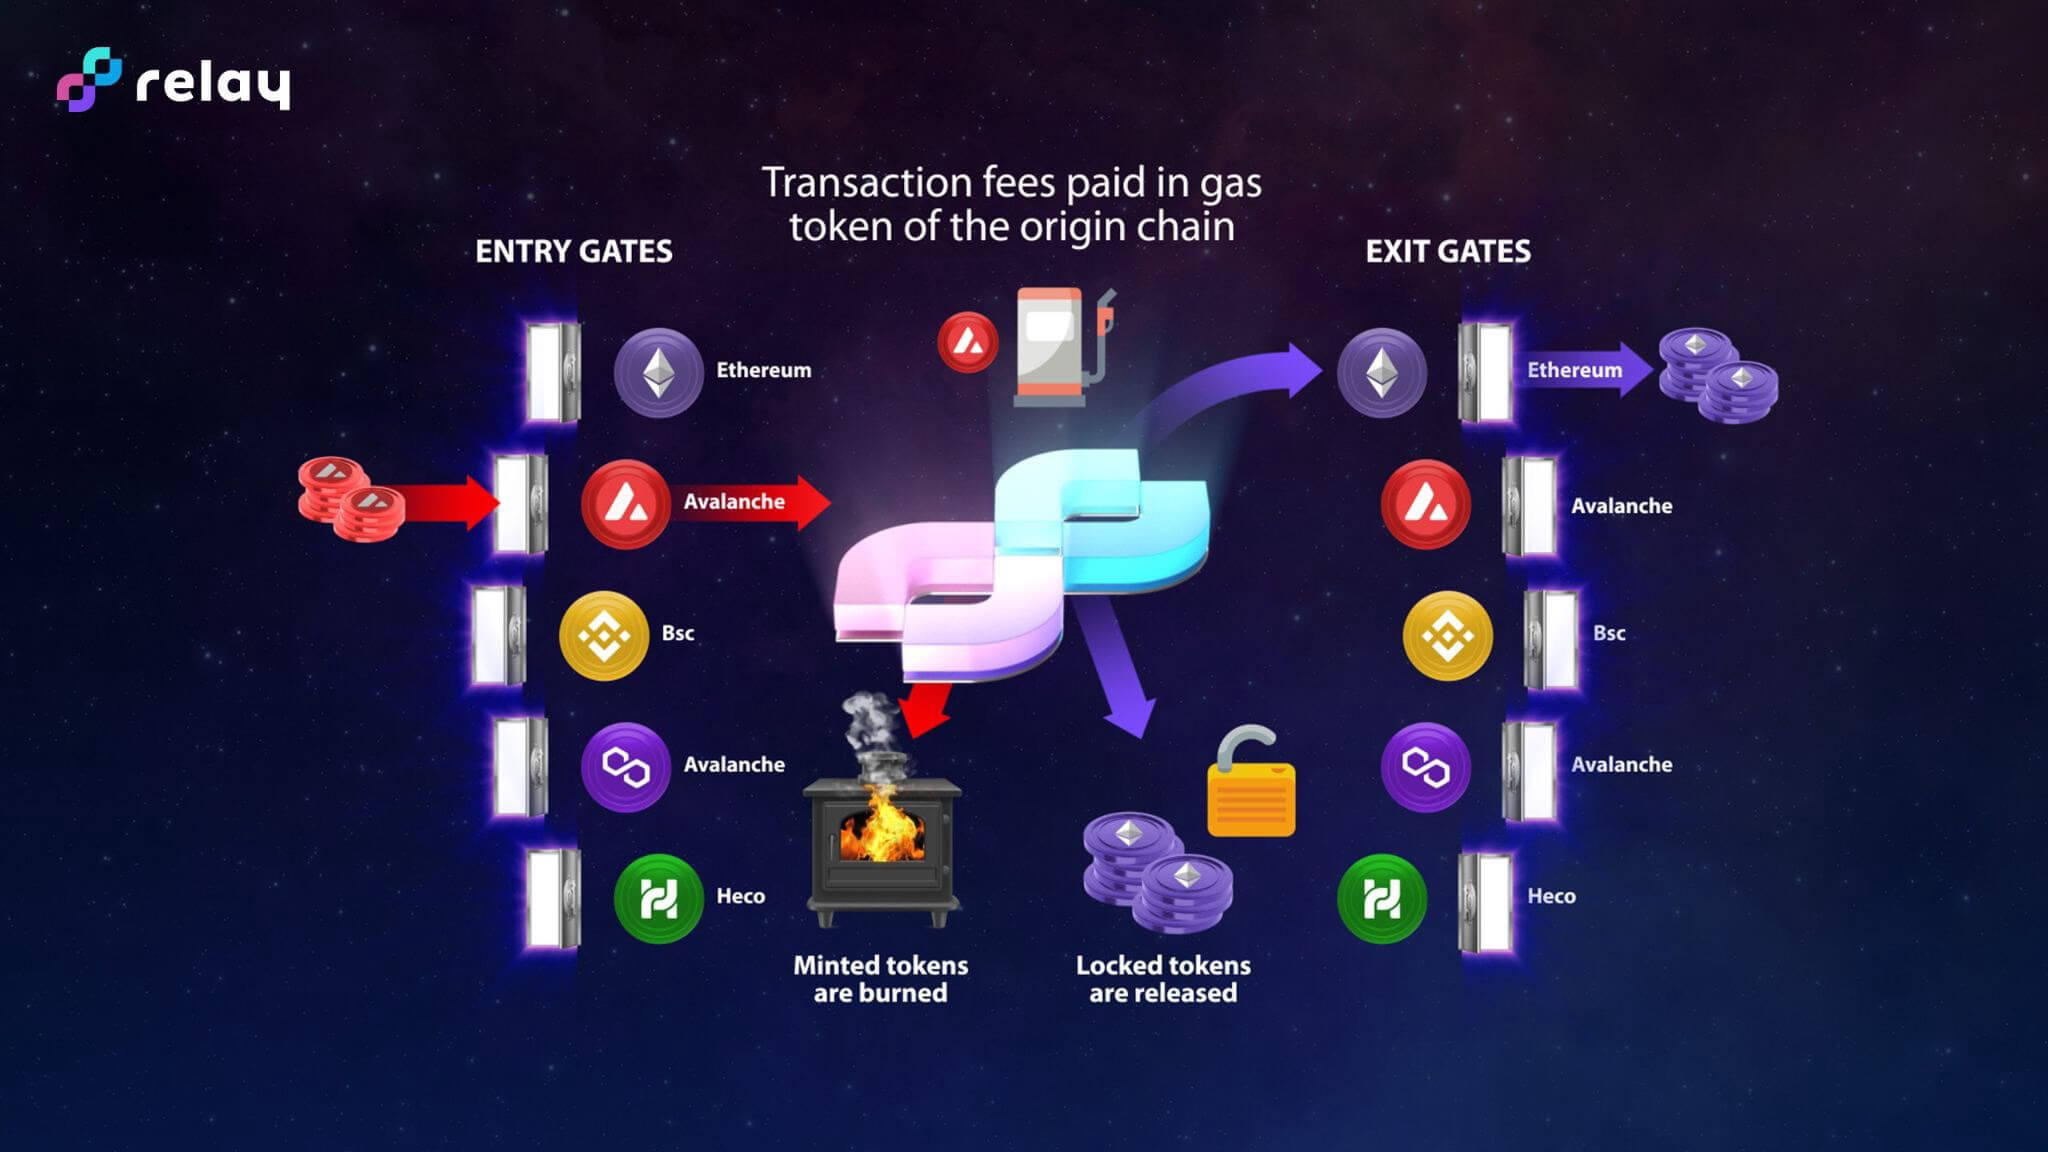 relay
Transaction fees paid in gas
token of the origin chain
ENTRY GATES
Ethereum
Avalanche
Bsc
Avalanche
Heco
Minted tokens
are burned
Locked tokens
are released
EXIT GATES
Ethereum
Avalanche
Bsc
Avalanche
Heco